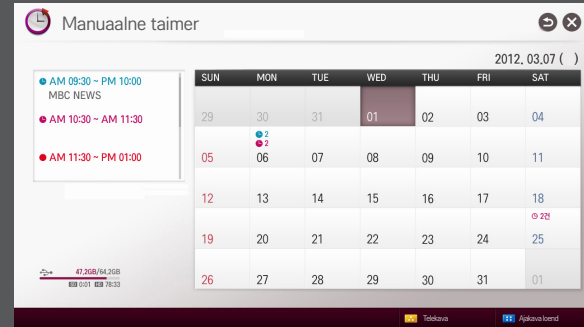 Manuaalne taimer
2012. 03.07 ( )
AM 09:30 ~ PM 10:00
MBC NEWS
AM 10:30 ~ AM 11:30
AM 11:30 ~ PM 01:00
SUN MON TUE WED THU FRI SAT
29 30 31 01 02 03 04
2
2
05 06 07 08 09 10 11
12 13 14 15 16 17 18
2건
19 20 21 22 23 24 25
26 27 28 29 30 31 01
47,2GB/64,2GB
0:01 78:33
Telekava Ajakava loend